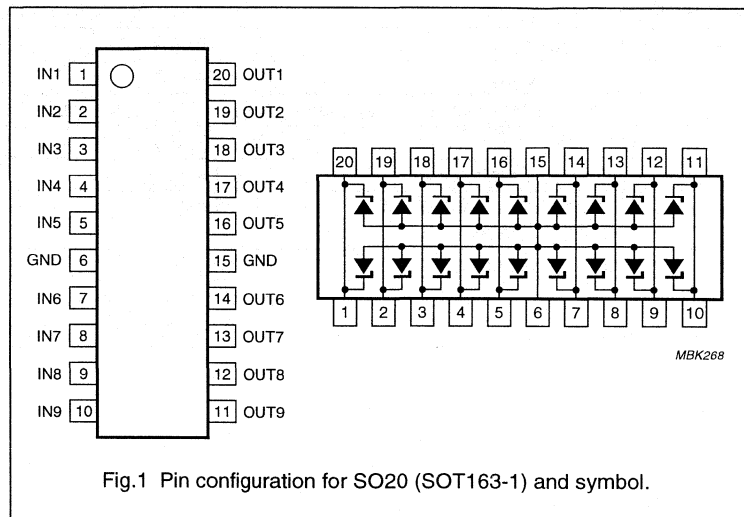 IN1 1 20 OUT1
IN2 2 19 OUT2
IN3 3 18 OUT3
IN4 4 17 OUT4
IN5 5 16 OUT5
GND 6 15 GND
IN6 7 14 OUT6
IN7 8 13 OUT7
IN8 9 12 OUT8
IN9 10 11 OUT9
20 19 18 17 16 15 14 13 12 11
1 2 3 4 5 6 7 8 9 10
MBK268
Fig.1 Pin configuration for SO20 (SOT163-1) and symbol.